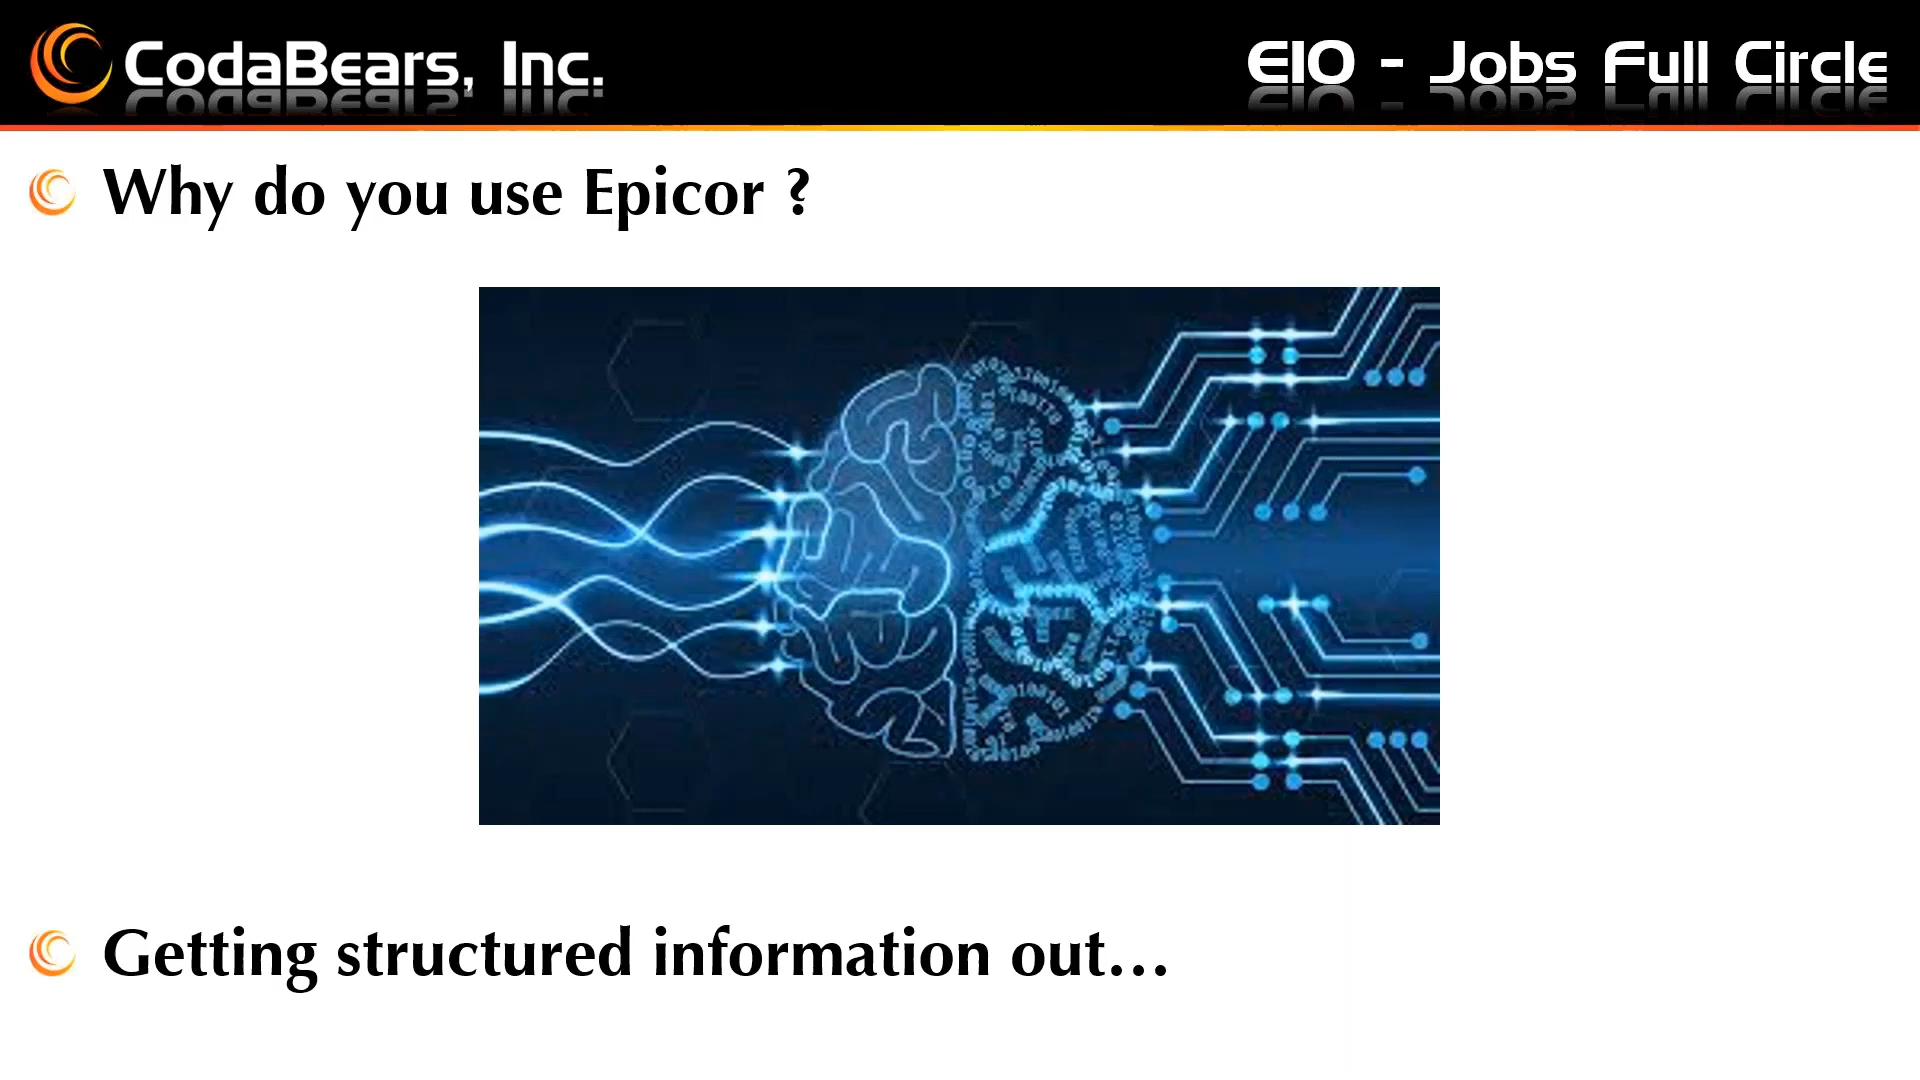 CodaBears, Inc.
EIO - Jobs Full Circle
Why do you use Epicor ?
Getting structured information out…